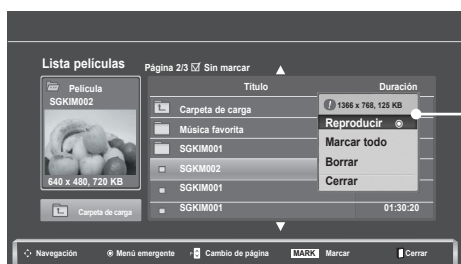 Lista películas
Página 2/3 Sin marcar
Película
SGKIM002
640 x 480, 720 KB
Carpeta de carga
Título
Duración
Carpeta de carga
Música favorita
SGKIM001
SGKM002
SGKIM001
SGKIM001
01:30:20
1366 x 768, 125 KB
Reproducir
Marcar todo
Borrar
Cerrar
Navegación
Menú emergente
P
Cambio de página
MARK
Marcar
Cerrar